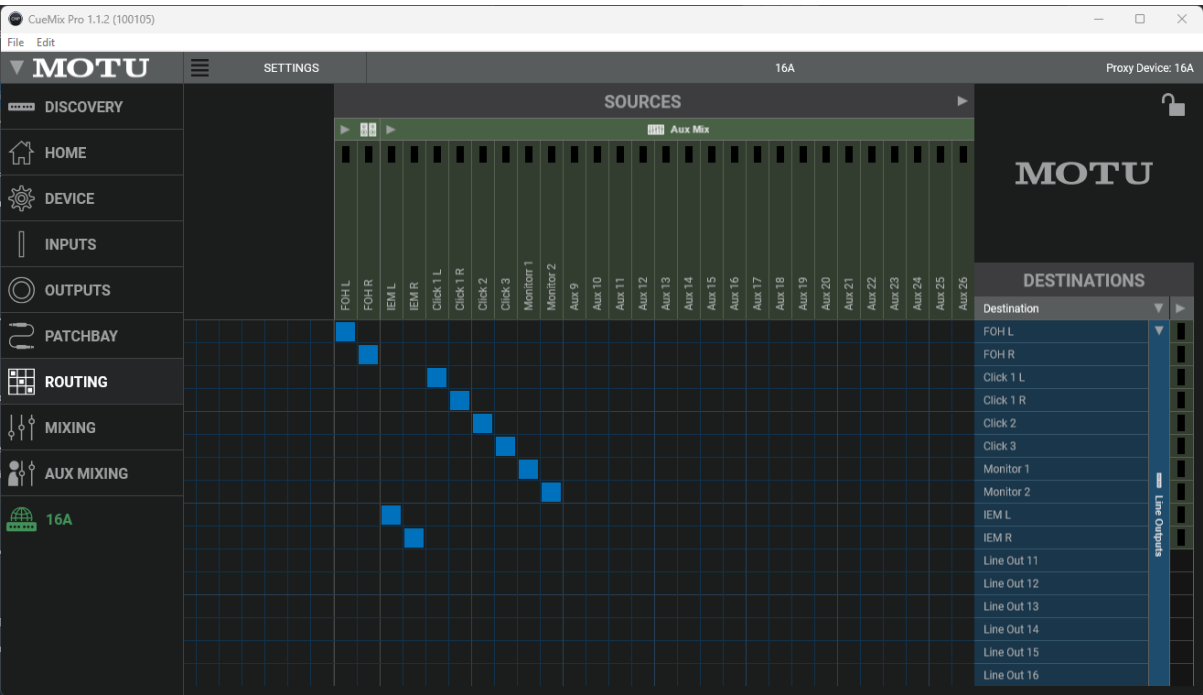 CueMix Pro 1.1.2 (100105)
File Edit
MOTU
SETTINGS
16A
Proxy Device: 16A
DISCOVERY
HOME
DEVICE
INPUTS
OUTPUTS
PATCHBAY
ROUTING
MIXING
AUX MIXING
16A
SOURCES
Aux Mix
FOH L
FOH R
IEM L
IEM R
Click 1 L
Click 1 R
Click 2
Click 3
Monitorr 1
Monitor 2
Aux 9
Aux 10
Aux 11
Aux 12
Aux 13
Aux 14
Aux 15
Aux 16
Aux 17
Aux 18
Aux 19
Aux 20
Aux 21
Aux 22
Aux 23
Aux 24
Aux 25
Aux 26
MOTU
DESTINATIONS
Destination
FOH L
FOH R
Click 1 L
Click 1 R
Click 2
Click 3
Monitor 1
Monitor 2
IEM L
IEM R
Line Out 11
Line Out 12
Line Out 13
Line Out 14
Line Out 15
Line Out 16
Line Outputs